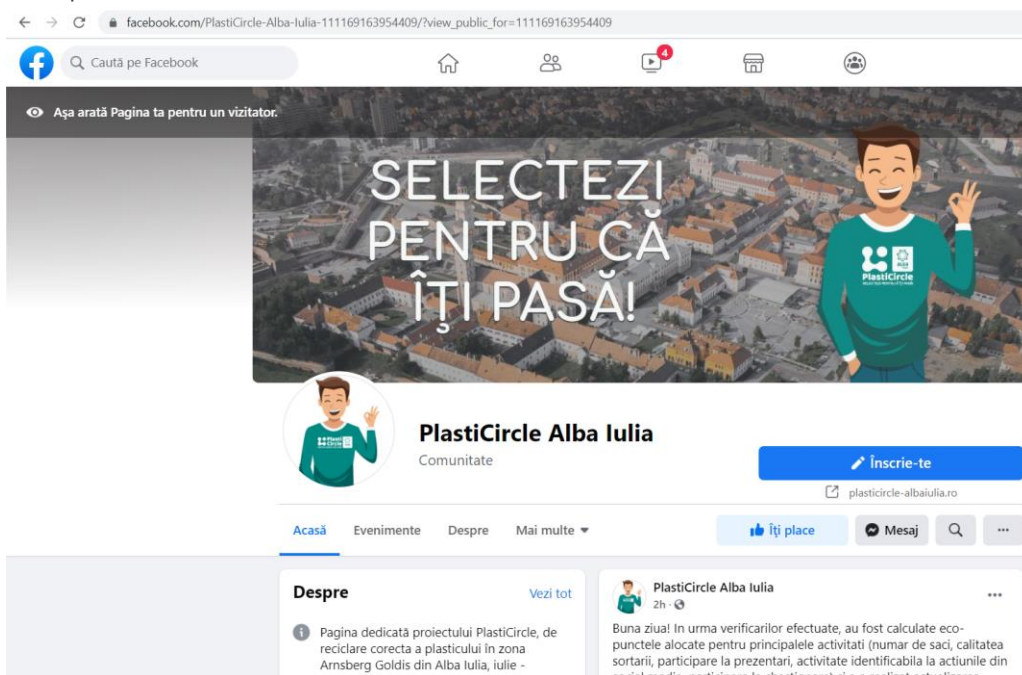 facebook.com/PlastiCircle-Alba-Iulia-111169163954409/?view_public_for=111169163954409
Caută pe Facebook
4
Așa arată Pagina ta pentru un vizitator.
SELECTEZI
PENTRU CĂ
ÎȚI PASĂ!
PlastiCircle
PlastiCircle Alba Iulia
Comunitate
Înscrie-te
plasticircle-albaiulia.ro
Acasă Evenimente Despre Mai multe
Îți place
Mesaj
Despre
Vezi tot
Pagina dedicată proiectului PlastiCircle, de
reciclare corecta a plasticului în zona
Arnsberg Goldis din Alba Iulia, iulie -
PlastiCircle Alba Iulia
2h
Buna ziua! In urma verificarilor efectuate, au fost calculate eco-
punctele alocate pentru principalele activitati (numar de saci, calitatea
sortarii, participare la prezentari, activitate identificabila la actiunile din